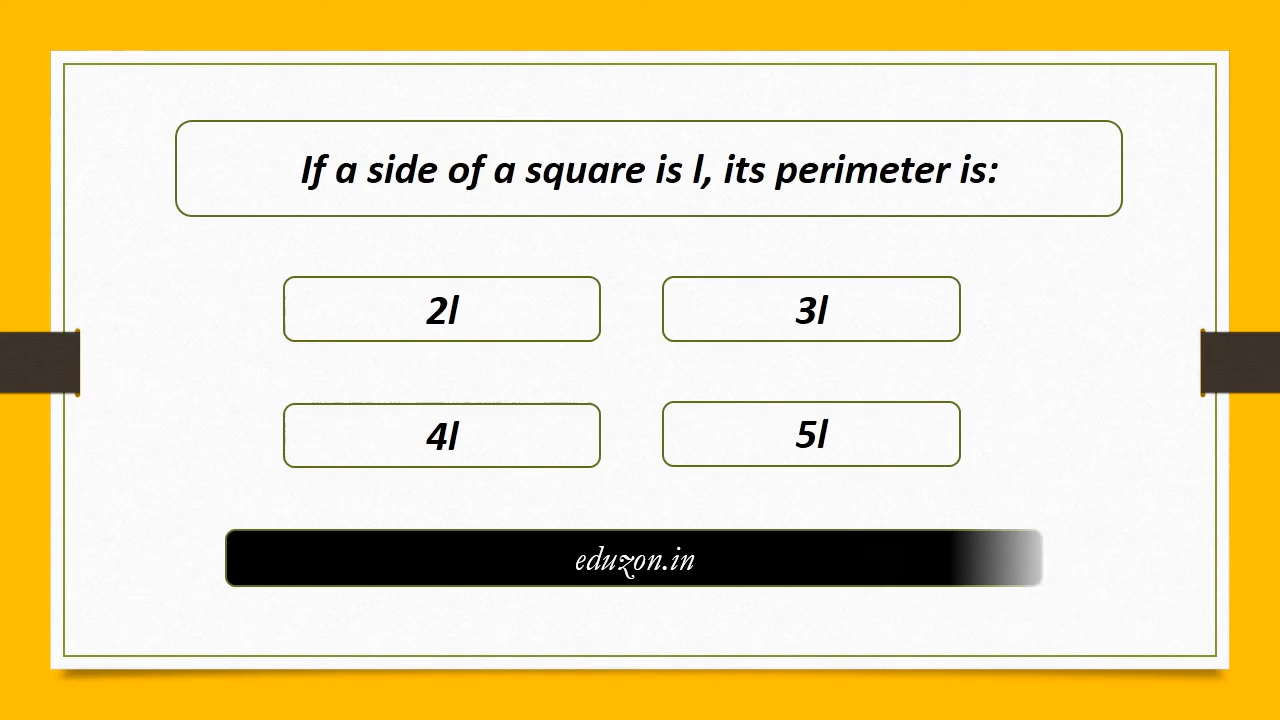 If a side of a square is l, its perimeter is:
2l
3l
4l
5l
eduzon.in